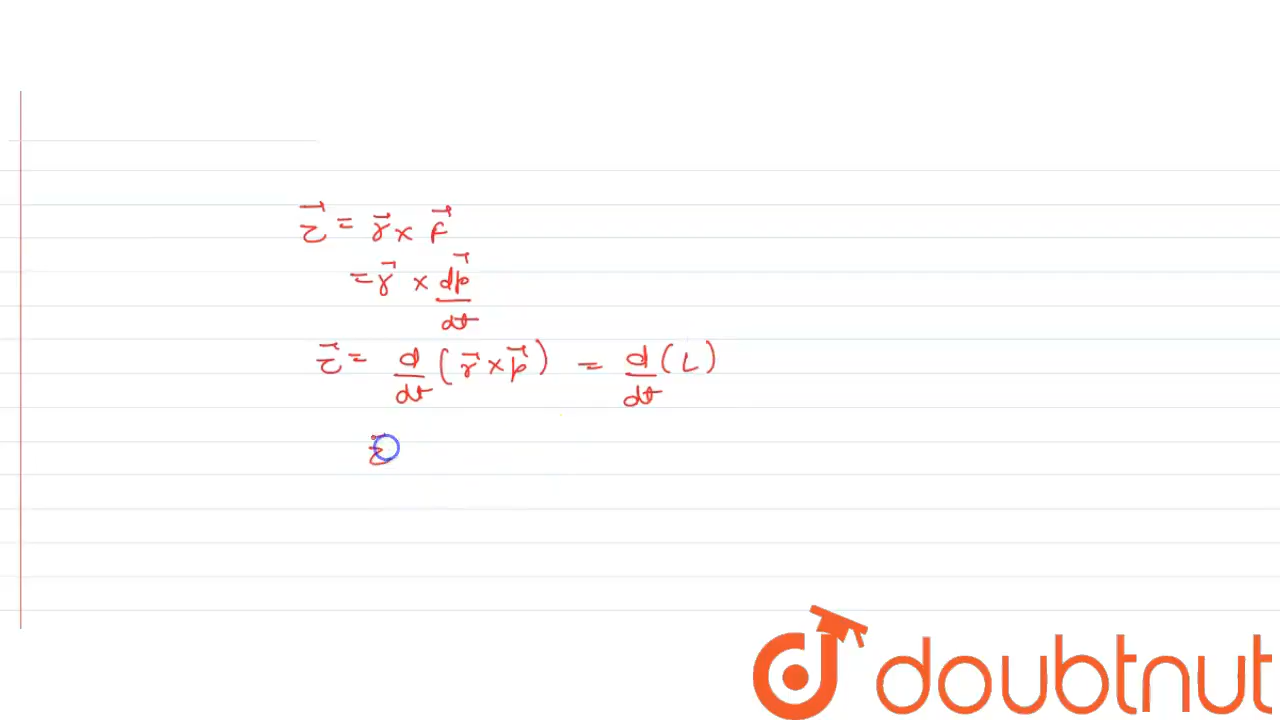 τ⃗ = r⃗ × F⃗
= r⃗ × dp⃗/dt
τ⃗ = d/dt (r⃗ × p⃗) = d/dt (L)
τ⃗
doubtnut